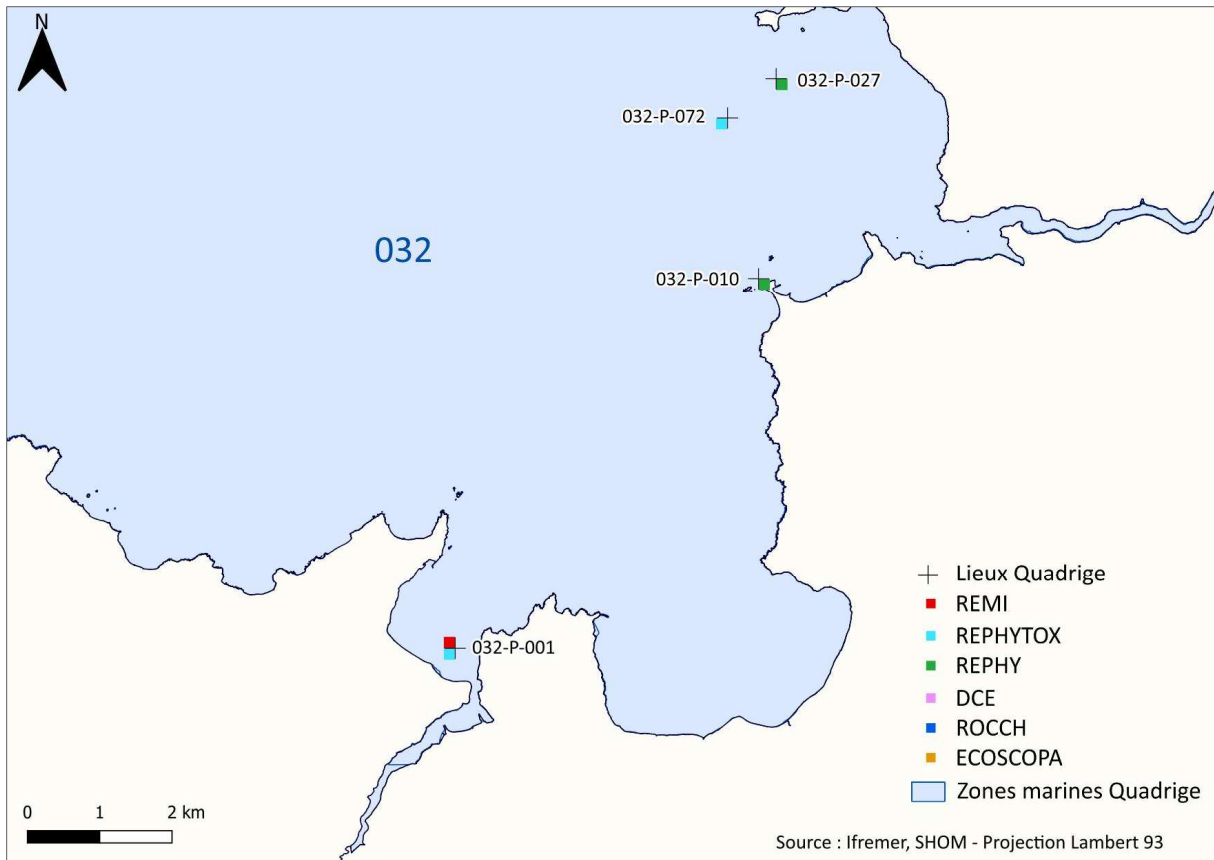 N
032-P-027
032-P-072
032
032-P-010
Lieux Quadrige
REMI
REPHYTOX
032-P-001
REPHY
DCE
ROCCH
ECOSCOPA
Zones marines Quadrige
0 1 2 km
Source : Ifremer, SHOM - Projection Lambert 93